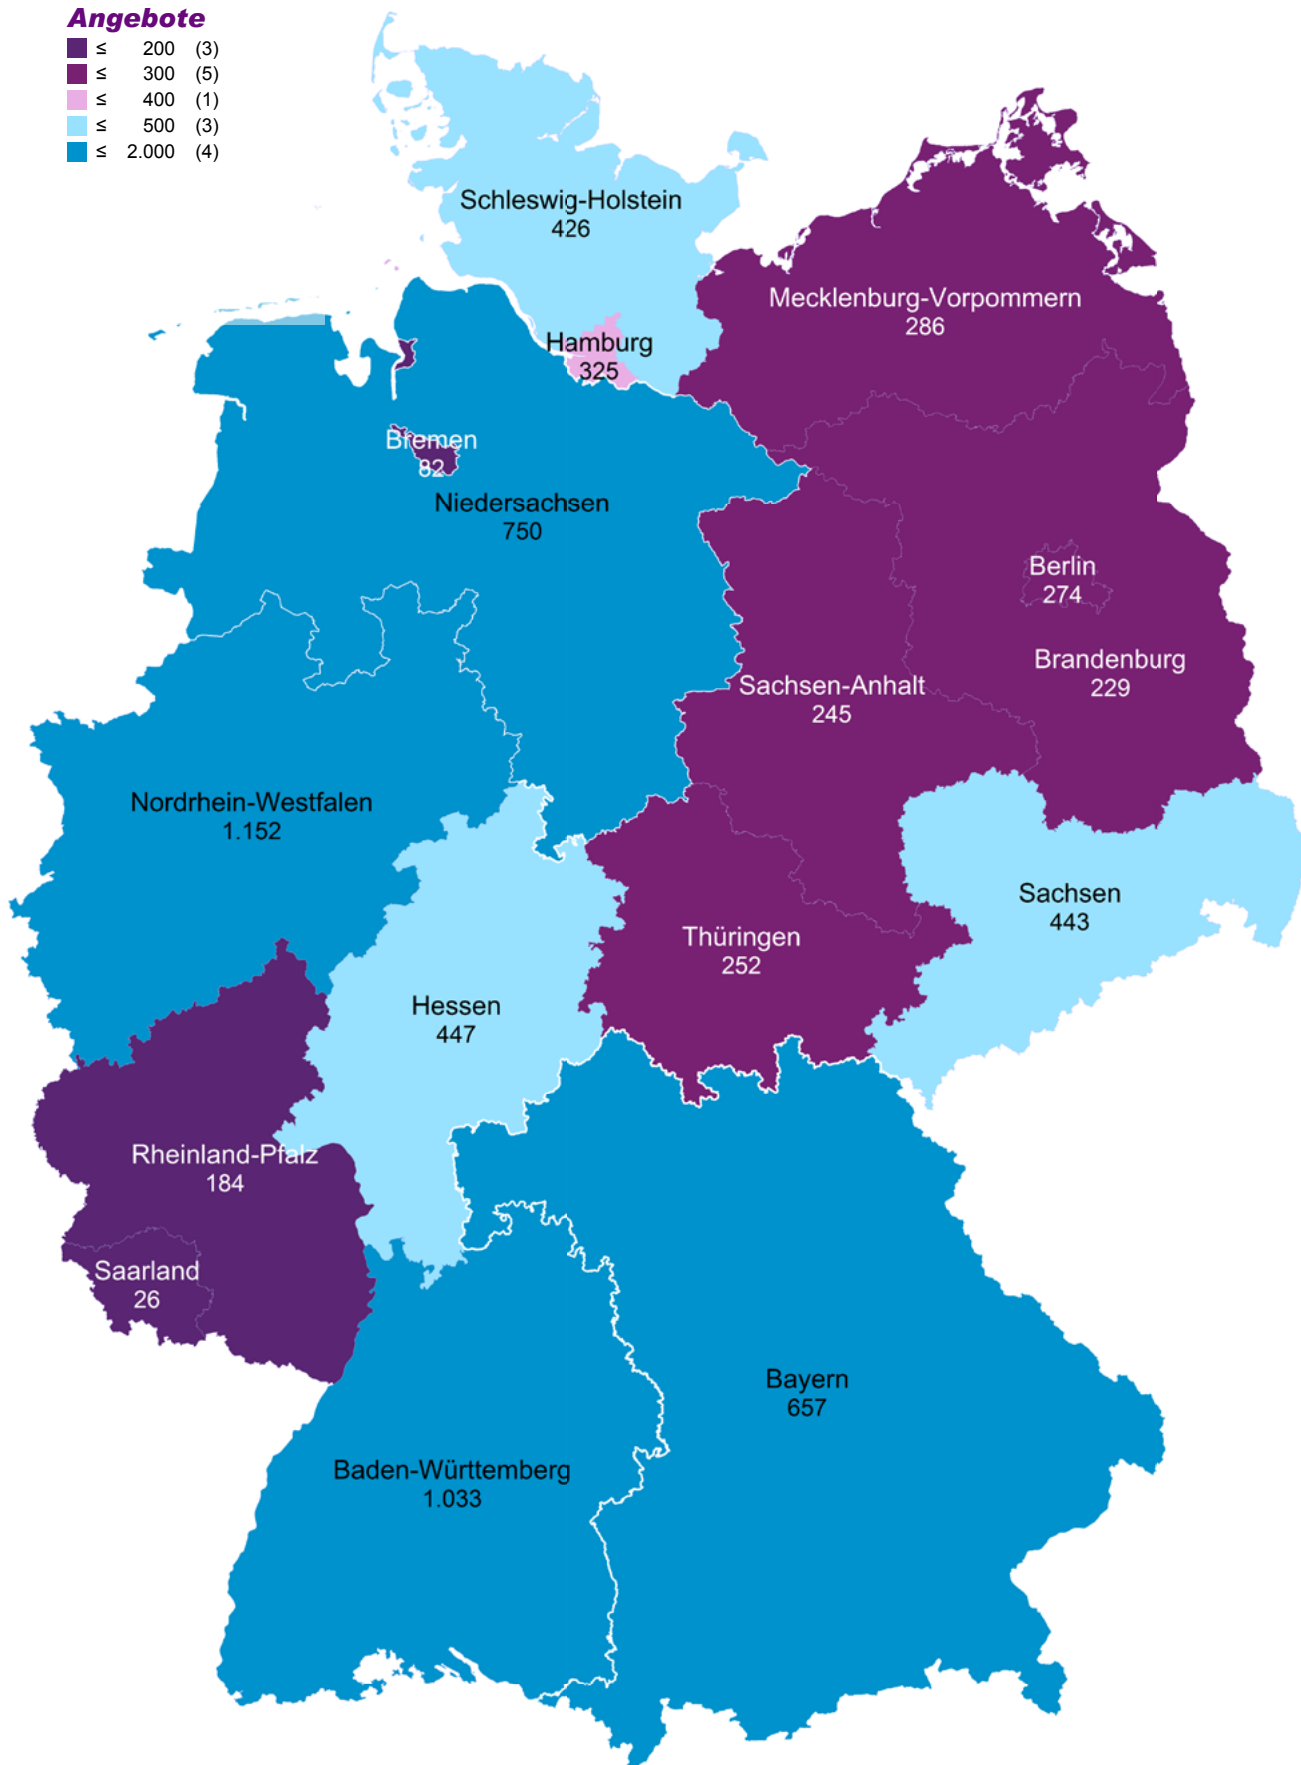 Angebote
≤ 200 (3)
≤ 300 (5)
≤ 400 (1)
≤ 500 (3)
≤ 2.000 (4)
Schleswig-Holstein
426
Mecklenburg-Vorpommern
286
Hamburg
325
Bremen
82
Niedersachsen
750
Berlin
274
Brandenburg
229
Sachsen-Anhalt
245
Nordrhein-Westfalen
1.152
Sachsen
443
Thüringen
252
Hessen
447
Rheinland-Pfalz
184
Saarland
26
Bayern
657
Baden-Württemberg
1.033